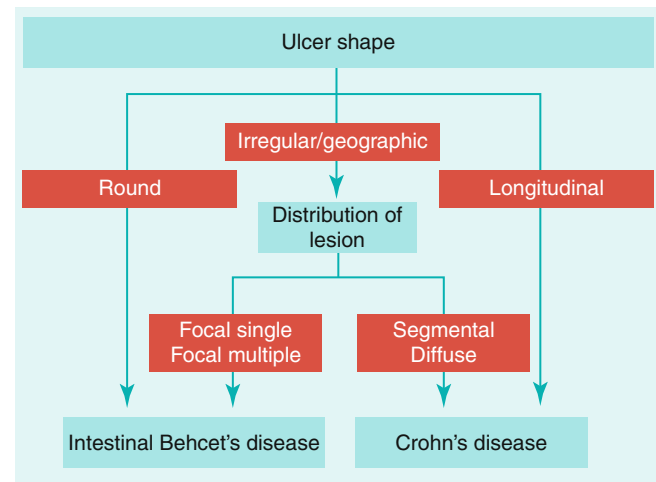 Ulcer shape
Irregular/geographic
Round
Longitudinal
Distribution of
lesion
Focal single
Focal multiple
Segmental
Diffuse
Intestinal Behcet's disease
Crohn's disease